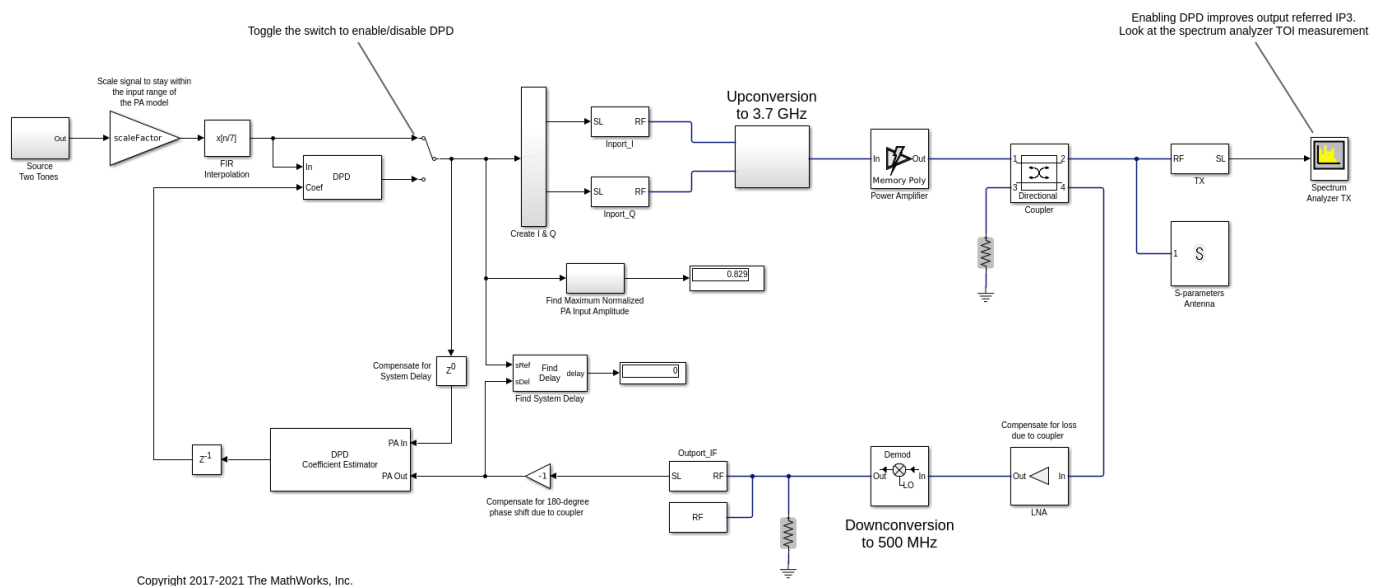 Toggle the switch to enable/disable DPD
Enabling DPD improves output referred IP3.
Look at the spectrum analyzer TOI measurement
Scale signal to stay within
the input range of
the PA model
Out
Source
Two Tones
scaleFactor
x[n/7]
FIR
Interpolation
In
Coef
DPD
Create I & Q
SL RF
Inport_I
SL RF
Inport_Q
Upconversion
to 3.7 GHz
In Out
Memory Poly
Power Amplifier
1 2
3 4
Directional
Coupler
RF SL
TX
Spectrum
Analyzer TX
1
S
S-parameters
Antenna
Find Maximum Normalized
PA Input Amplitude
0.829
Compensate for
System Delay
Z0
sRef
sDel
Find
Delay
delay
Find System Delay
0
Z-1
DPD
Coefficient Estimator
PA In
PA Out
-1
Compensate for 180-degree
phase shift due to coupler
Outport_IF
SL RF
RF
Demod
Out In
LO
Downconversion
to 500 MHz
Compensate for loss
due to coupler
Out In
LNA
Copyright 2017-2021 The MathWorks, Inc.